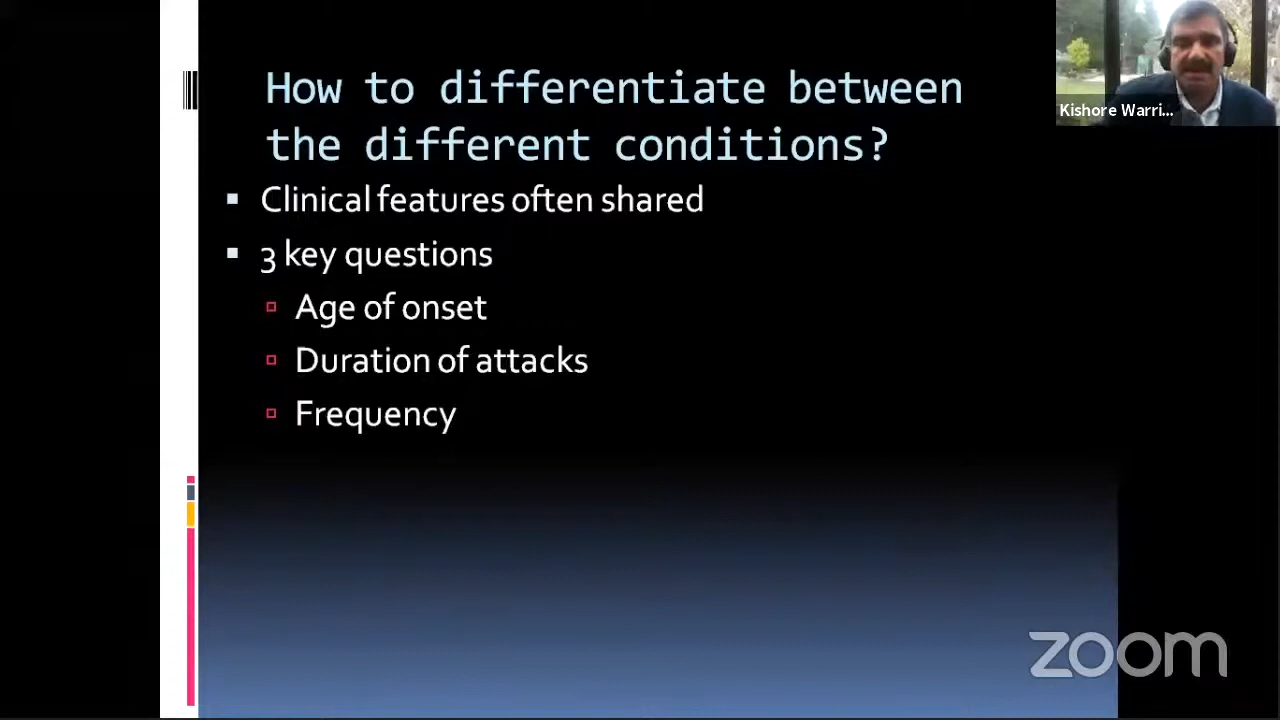 How to differentiate between
the different conditions?
Clinical features often shared
3 key questions
Age of onset
Duration of attacks
Frequency
Kishore Warri...
zoom